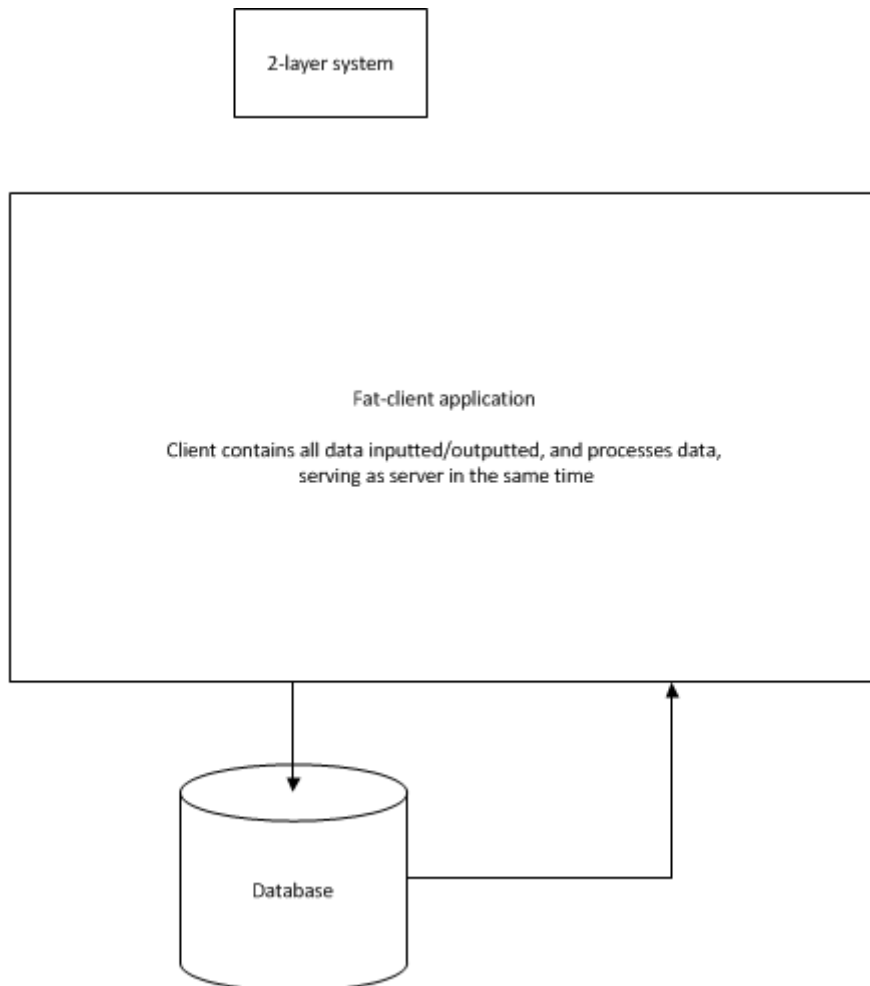 2-layer system
Fat-client application
Client contains all data inputted/outputted, and processes data,
serving as server in the same time
Database